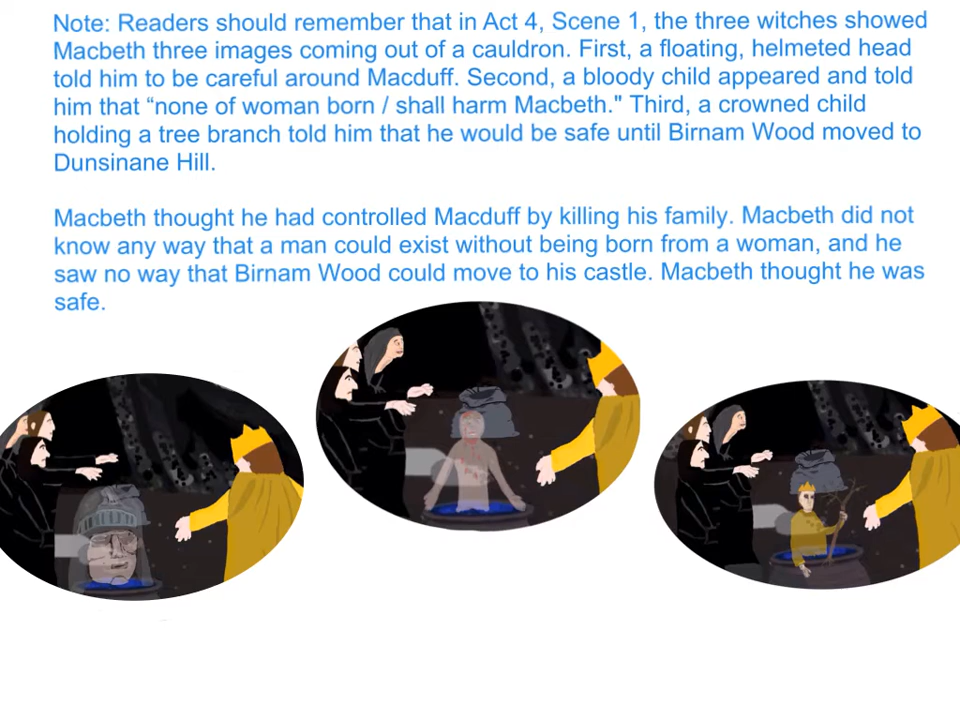 Note: Readers should remember that in Act 4, Scene 1, the three witches showed
Macbeth three images coming out of a cauldron. First, a floating, helmeted head
told him to be careful around Macduff. Second, a bloody child appeared and told
him that “none of woman born / shall harm Macbeth." Third, a crowned child
holding a tree branch told him that he would be safe until Birnam Wood moved to
Dunsinane Hill.
Macbeth thought he had controlled Macduff by killing his family. Macbeth did not
know any way that a man could exist without being born from a woman, and he
saw no way that Birnam Wood could move to his castle. Macbeth thought he was
safe.